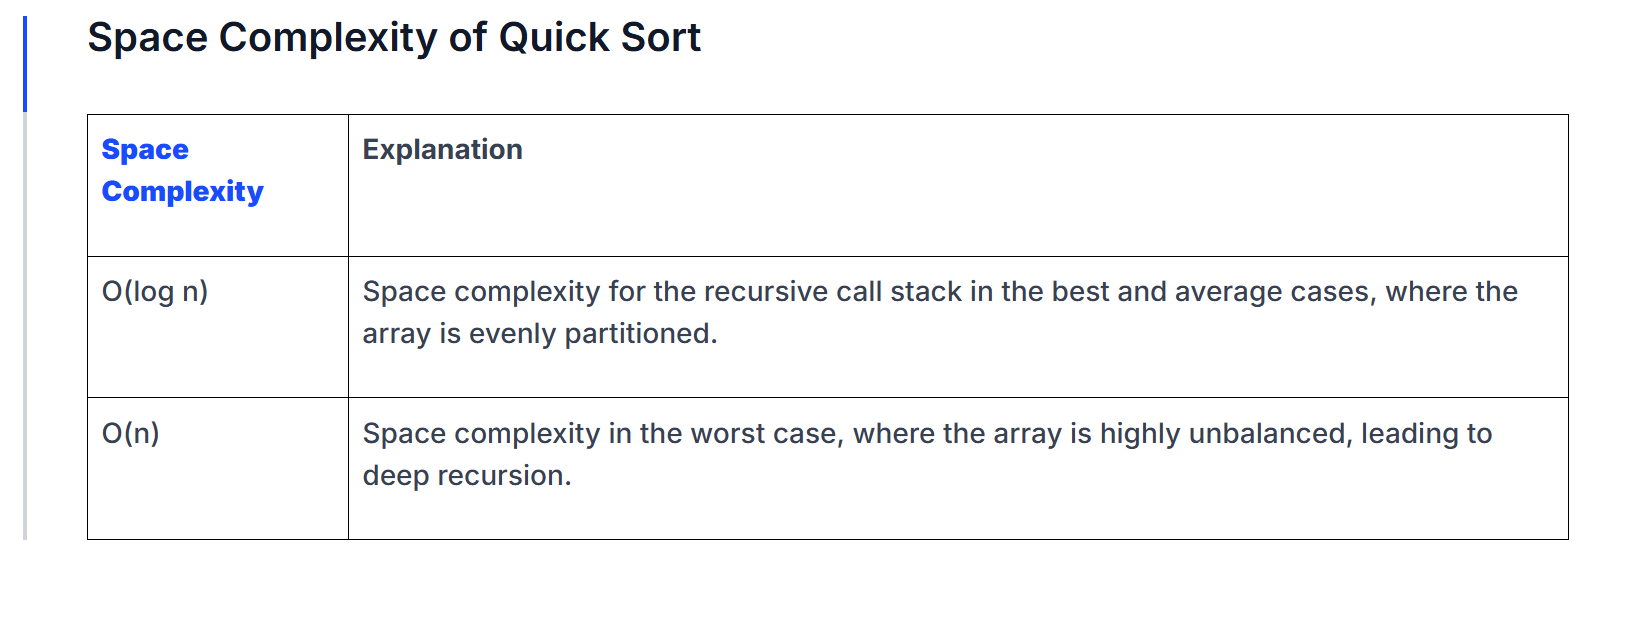 Space Complexity of Quick Sort
Space
Complexity
Explanation
O(log n)
Space complexity for the recursive call stack in the best and average cases, where the
array is evenly partitioned.
O(n)
Space complexity in the worst case, where the array is highly unbalanced, leading to
deep recursion.